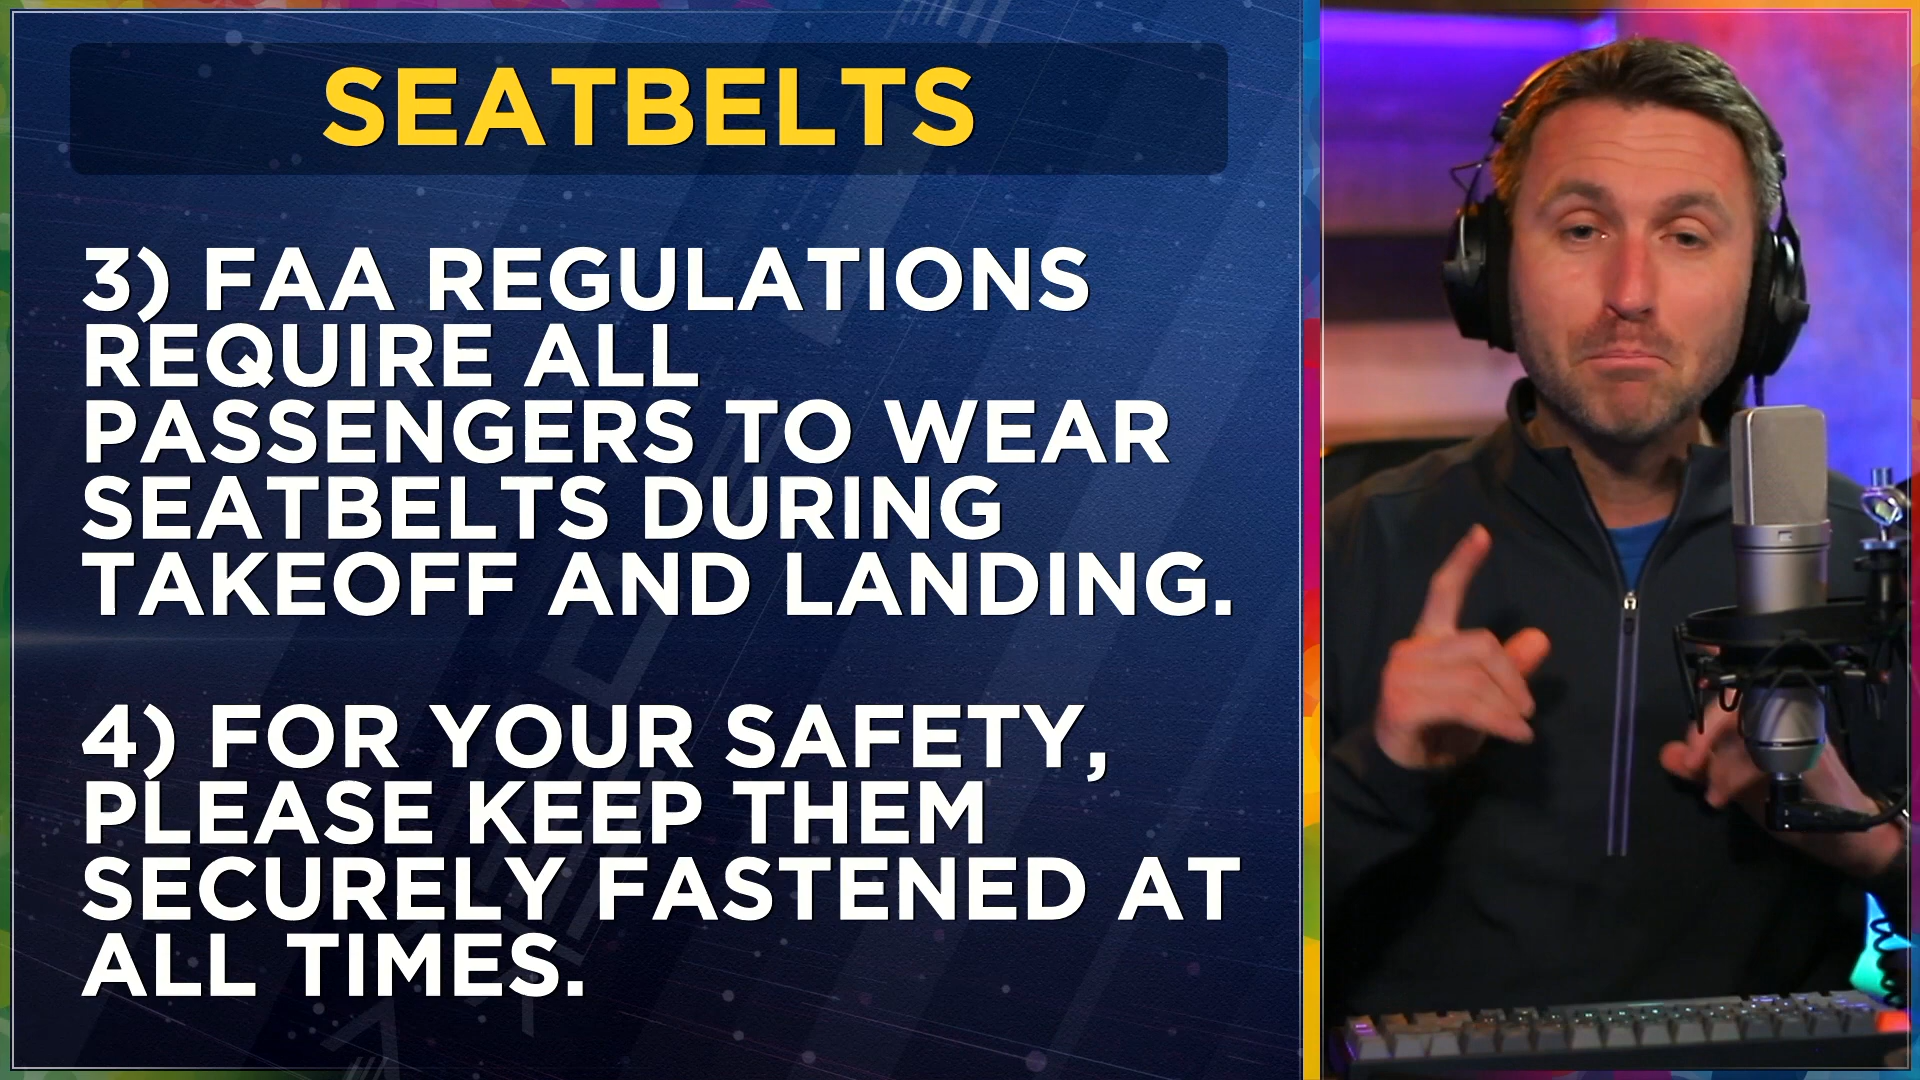 SEATBELTS
3) FAA REGULATIONS
REQUIRE ALL
PASSENGERS TO WEAR
SEATBELTS DURING
TAKEOFF AND LANDING.
4) FOR YOUR SAFETY,
PLEASE KEEP THEM
SECURELY FASTENED AT
ALL TIMES.